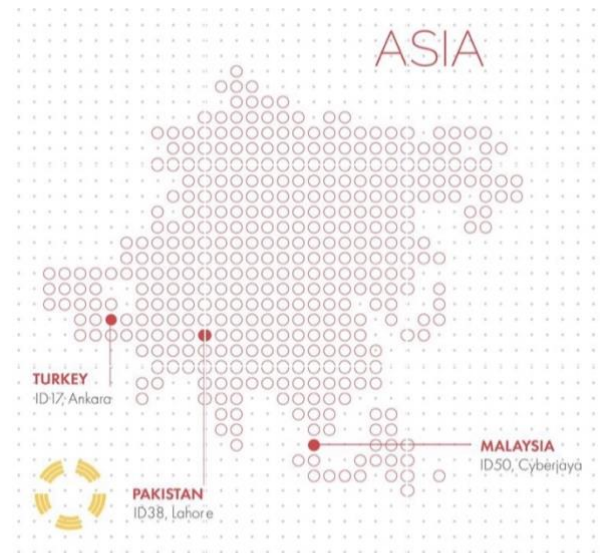 ASIA
TURKEY
ID17, Ankara
PAKISTAN
ID38, Lahore
MALAYSIA
ID50, Cyberjaya